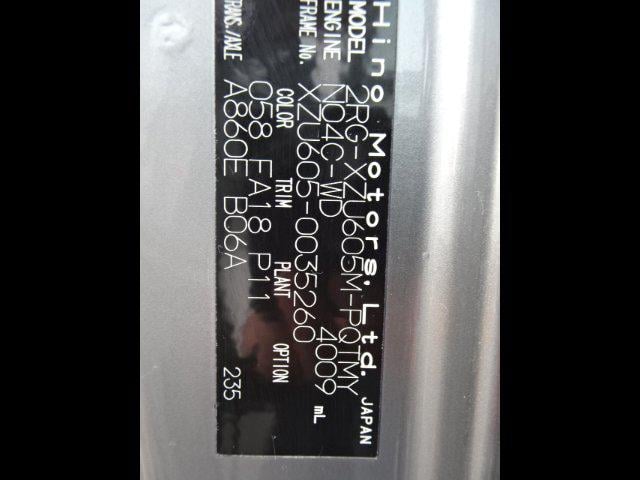 Hino Motors, Ltd. JAPAN
MODEL 2RG-XZU605M-PQTMY
ENGINE N04C-WD 4009 mL
FRAME No. XZU605-0035260
COLOR TRIM PLANT OPTION
058 FA18 P11
TRANS./AXLE A860E B06A
235